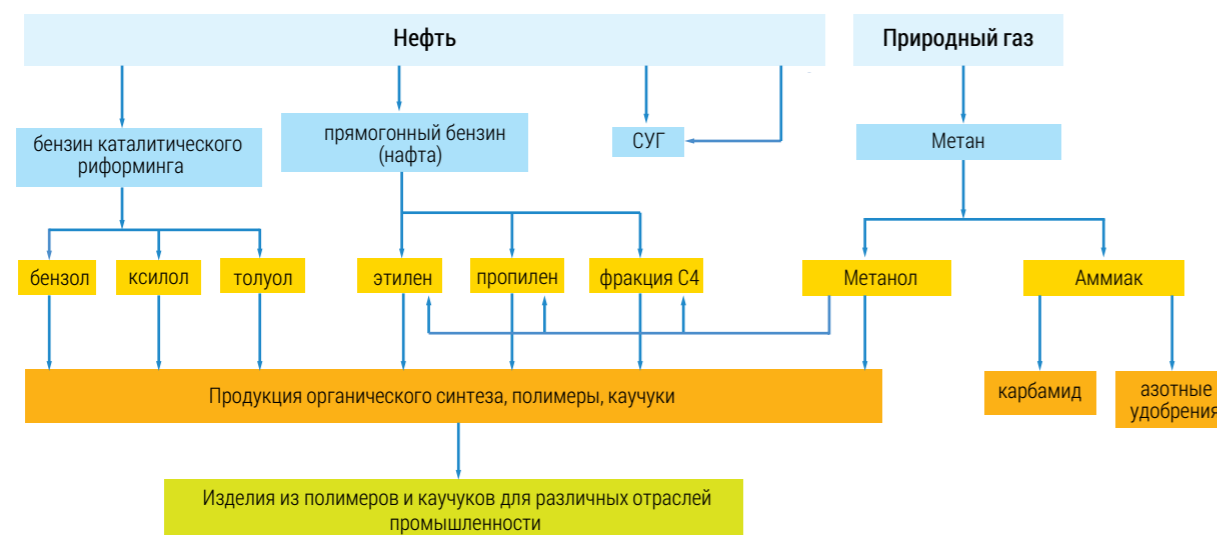 Нефть
Природный газ
бензин каталитического
риформинга
прямогонный бензин
(нафта)
СУГ
Метан
бензол
ксилол
толуол
этилен
пропилен
фракция С4
Метанол
Аммиак
Продукция органического синтеза, полимеры, каучуки
карбамид
азотные
удобрения
Изделия из полимеров и каучуков для различных отраслей
промышленности